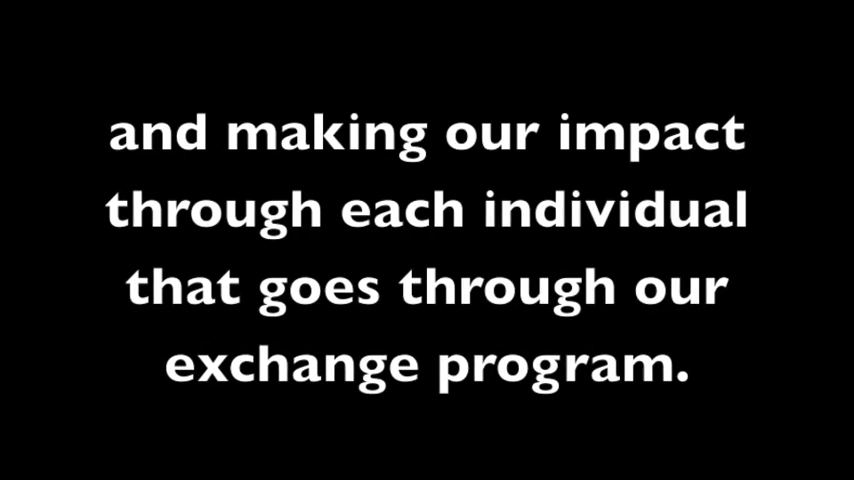 and making our impact
through each individual
that goes through our
exchange program.